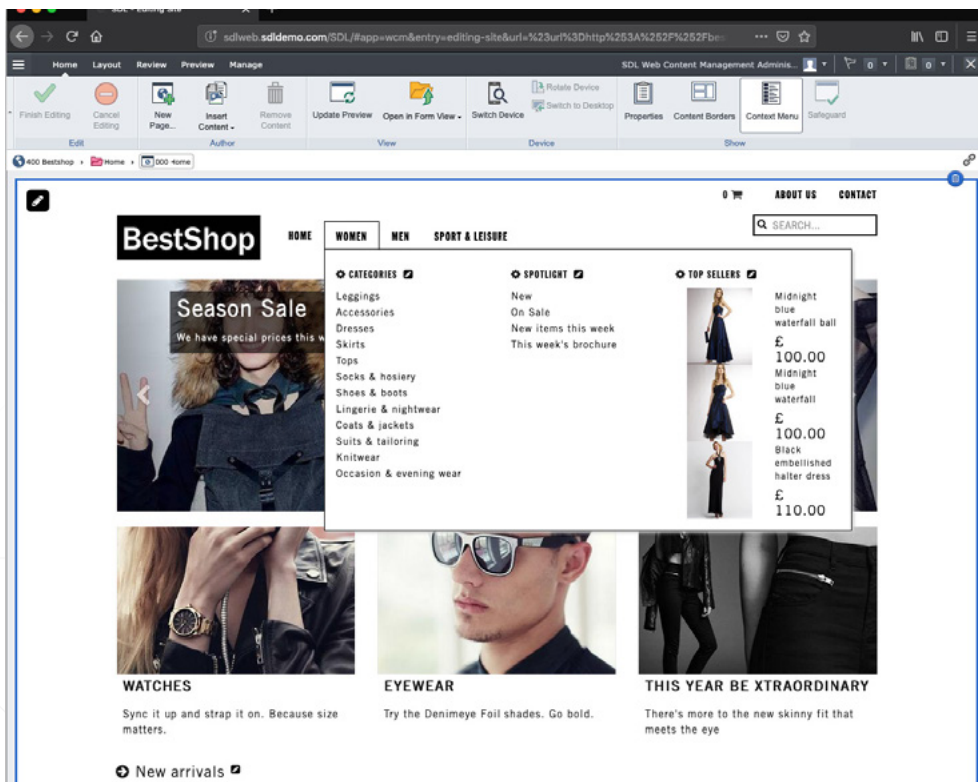 SDL - Editing Site
sdlweb.sdldemo.com/SDL/#app=wcm&entry=editing-site&url=%23url%3Dhttp%253A%252F%252Fbes
Home Layout Review Preview Manage
SDL Web Content Management Adminis...
0
0
Finish Editing
Cancel Editing
New Page...
Insert Content
Remove Content
Update Preview
Open in Form View
Switch Device
Rotate Device
Switch to Desktop
Properties
Content Borders
Context Menu
Safeguard
Edit
Author
View
Device
Show
400 Bestshop
Home
000 Home
0
ABOUT US
CONTACT
BestShop
HOME
WOMEN
MEN
SPORT & LEISURE
SEARCH...
CATEGORIES
Leggings
Accessories
Dresses
Skirts
Tops
Socks & hosiery
Shoes & boots
Lingerie & nightwear
Coats & jackets
Suits & tailoring
Knitwear
Occasion & evening wear
SPOTLIGHT
New
On Sale
New items this week
This week's brochure
TOP SELLERS
Midnight
blue
waterfall ball
£
100.00
Midnight
blue
waterfall
£
100.00
Black
embellished
halter dress
£
110.00
Season Sale
We have special prices this w
WATCHES
Sync it up and strap it on. Because size
matters.
EYEWEAR
Try the Denimeye Foil shades. Go bold.
THIS YEAR BE XTRAORDINARY
There's more to the new skinny fit that
meets the eye
New arrivals